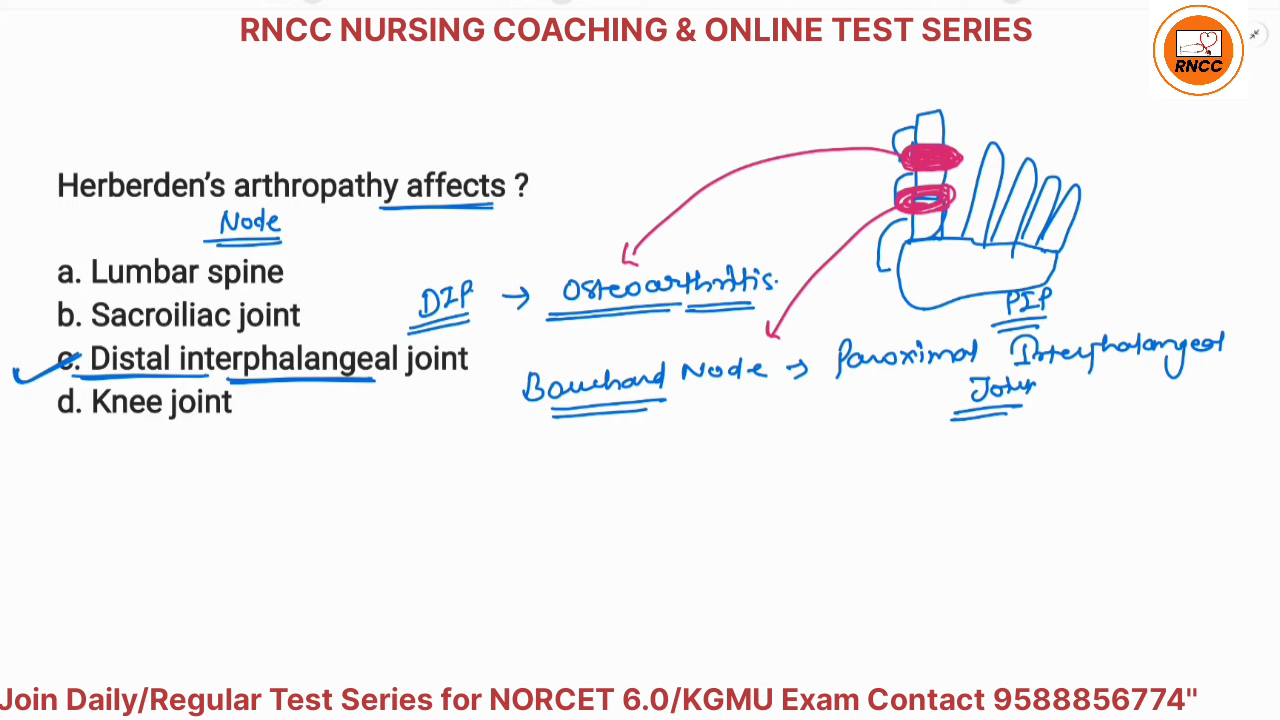 RNCC NURSING COACHING & ONLINE TEST SERIES
RNCC
Herberden's arthropathy affects ?
Node
a. Lumbar spine
b. Sacroiliac joint
c. Distal interphalangeal joint
d. Knee joint
DIP → Osteoarthritis.
PIP
Bouchard Node → Paroximal Interphalangeal
Joint
Join Daily/Regular Test Series for NORCET 6.0/KGMU Exam Contact 9588856774"